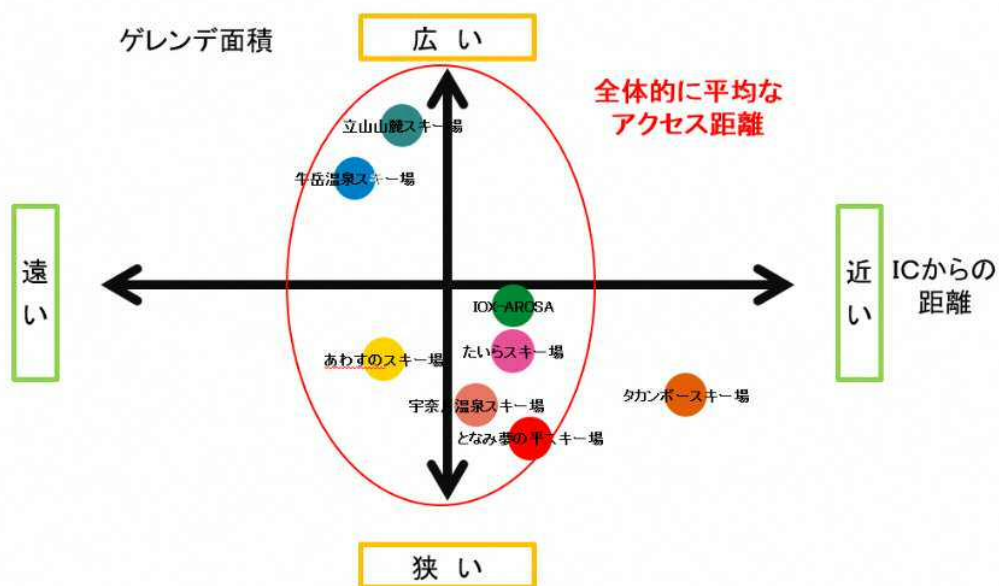 ゲレンデ面積
広 い
全体的に平均な
アクセス距離
立山山麓スキー場
牛岳温泉スキー場
遠
い
近
い
ICからの
距離
IOX-AROSA
あわすのスキー場
たいらスキー場
タカンボースキー場
宇奈月温泉スキー場
となみ夢の平スキー場
狭 い